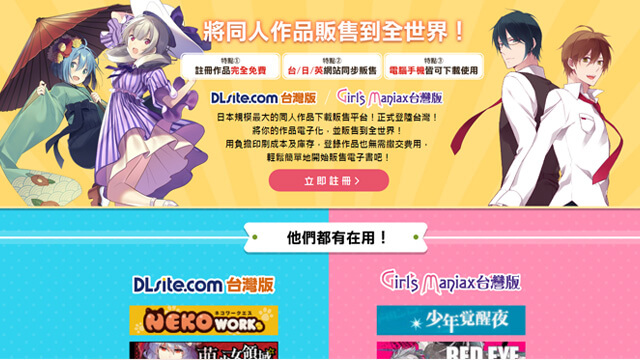 將同人作品販售到全世界！
特點① 特點② 特點③
註冊作品完全免費 台/日/英網站同步販售 電腦手機皆可下載使用
DLsite.com 台灣版 / Girl's Maniax台灣版
日本規模最大的同人作品下載販售平台！正式登陸台灣！
將你的作品電子化，並販售到全世界！
用負擔印刷成本及庫存，登錄作品也無需繳交費用，
輕鬆簡單地開始販售電子書吧！
立即註冊 >
他們都有在用！
DLsite.com 台灣版 Girl's Maniax台灣版
ネコワークス
NEKO WORKs 少年覚醒夜
RED EYE